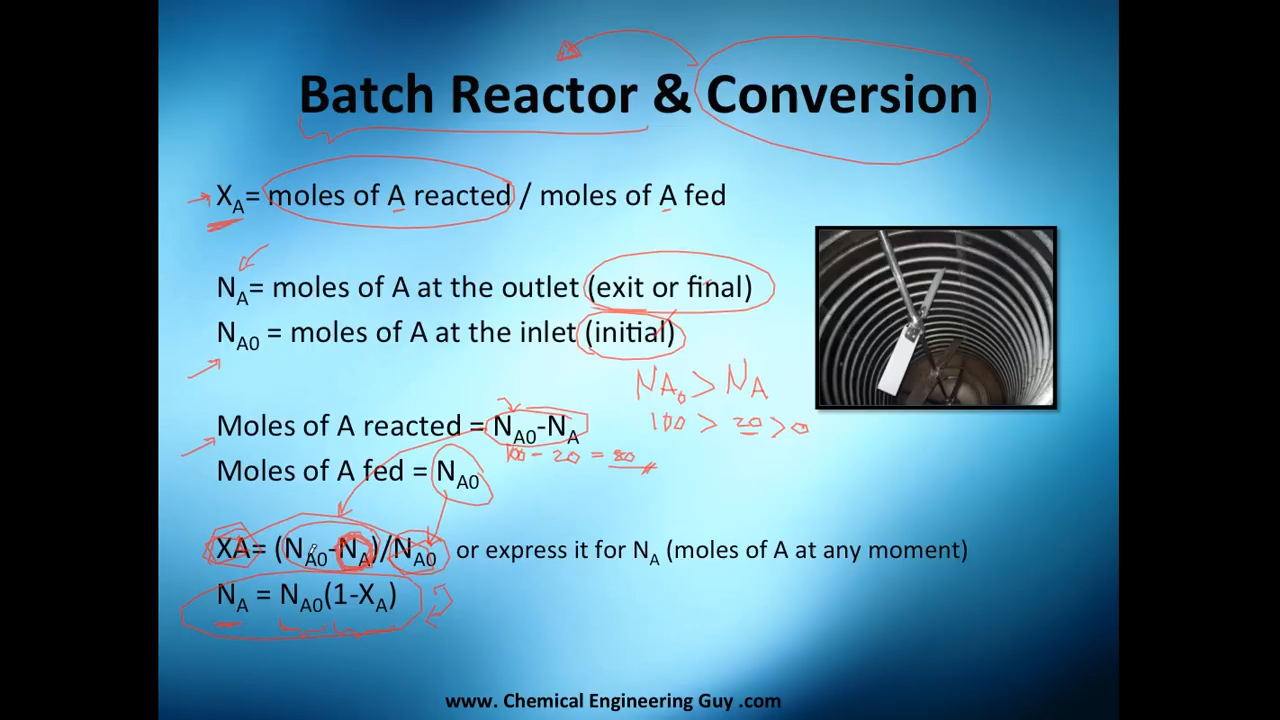 Batch Reactor & Conversion
XA= moles of A reacted / moles of A fed
NA= moles of A at the outlet (exit or final)
NA0 = moles of A at the inlet (initial)
NA0 > NA
100 > 20 > 0
Moles of A reacted = NA0-NA
100 - 20 = 80
Moles of A fed = NA0
XA= (NA0-NA)/NA0 or express it for NA (moles of A at any moment)
NA = NA0(1-XA)
www. Chemical Engineering Guy .com